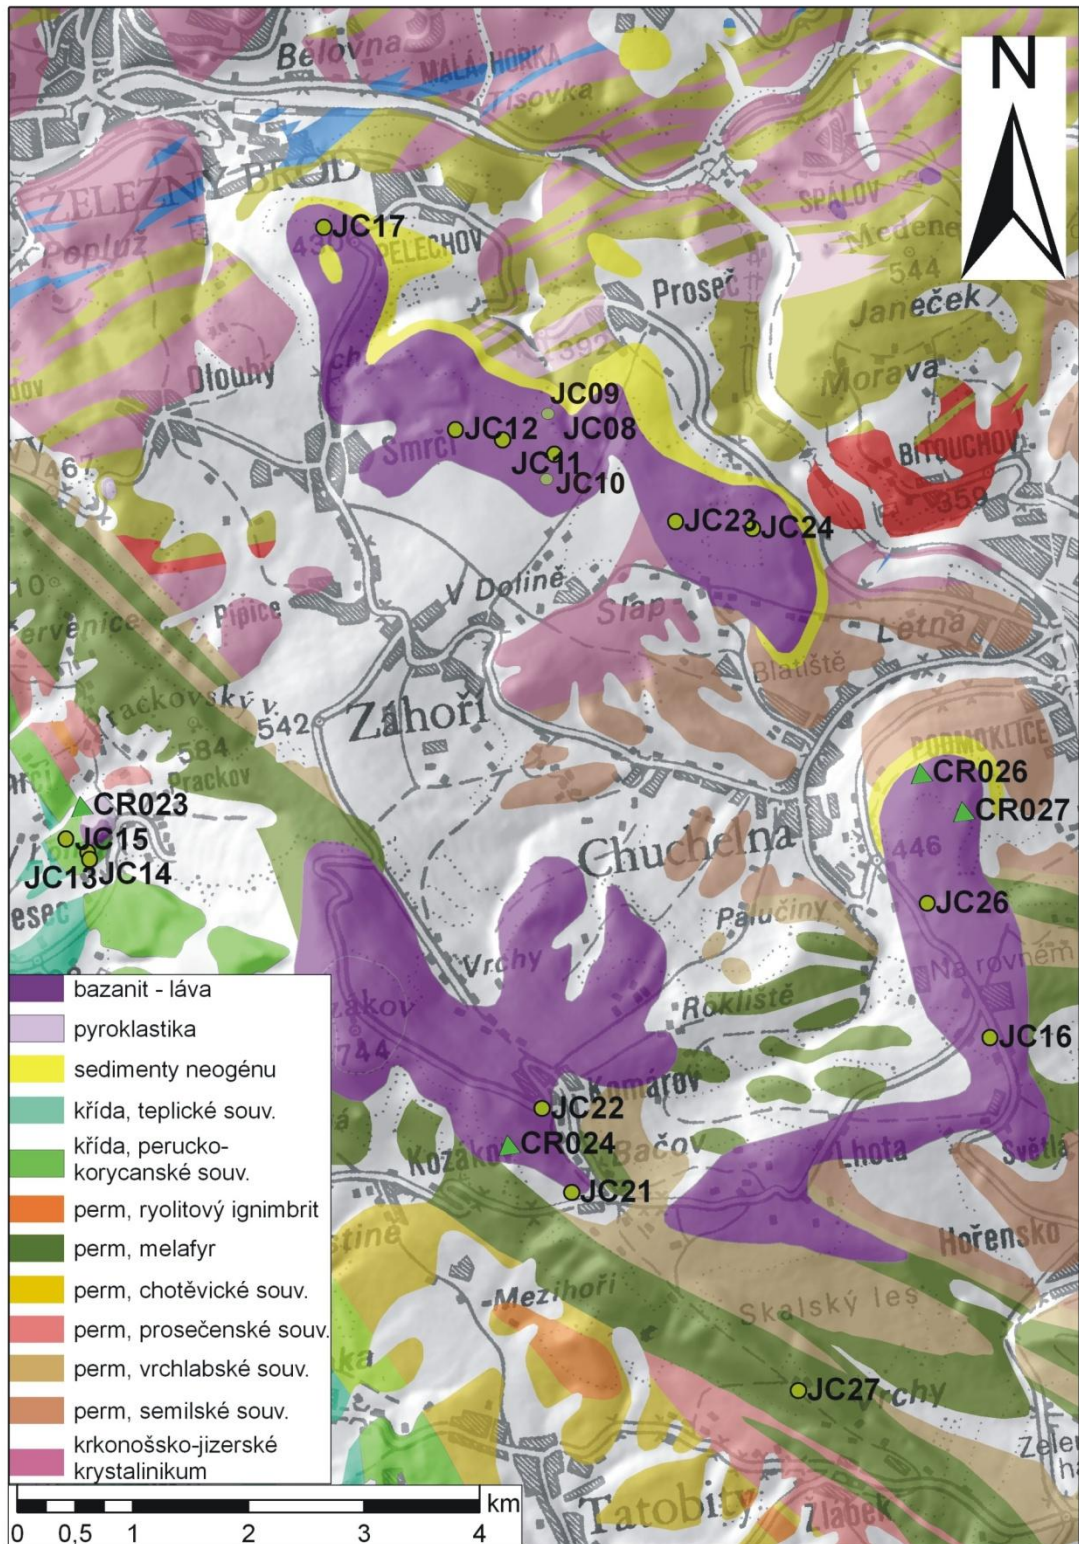 Bělovna
MALÁ HORKA
Tisovka
N
ŽELEZNÝ BROD
SPÁLOV
Popluž
JC17
430
PELECHOV
Medene
544
Proseč
Janeček
392
Dlouhý
Morava
JC09
JC12
JC08
Smrčí
BITOUCHOV
467
JC11
JC10
359
JC23
JC24
10
V Dolině
Slap
Pipice
Letná
Blatiště
542
Záhoří
584
PODMOKLICE
Prackov
CR026
CR023
CR027
JC15
Chuchelna
446
JC13
JC14
JC26
Palučiny
Vrchy
Na rovném
Rokliště
744
JC16
Komárov
JC22
CR024
Bačov
Kozákov
Lhota
Světlá
JC21
Hořensko
Mezihoří
Skalský les
JC27
Vrchy
Tatobity
Žlábek
bazanit - láva
pyroklastika
sedimenty neogénu
křída, teplické souv.
křída, perucko-
korycanské souv.
perm, ryolitový ignimbrit
perm, melafyr
perm, chotěvické souv.
perm, prosečenské souv.
perm, vrchlabské souv.
perm, semilské souv.
krkonošsko-jizerské
krystalinikum
km
0 0,5 1 2 3 4